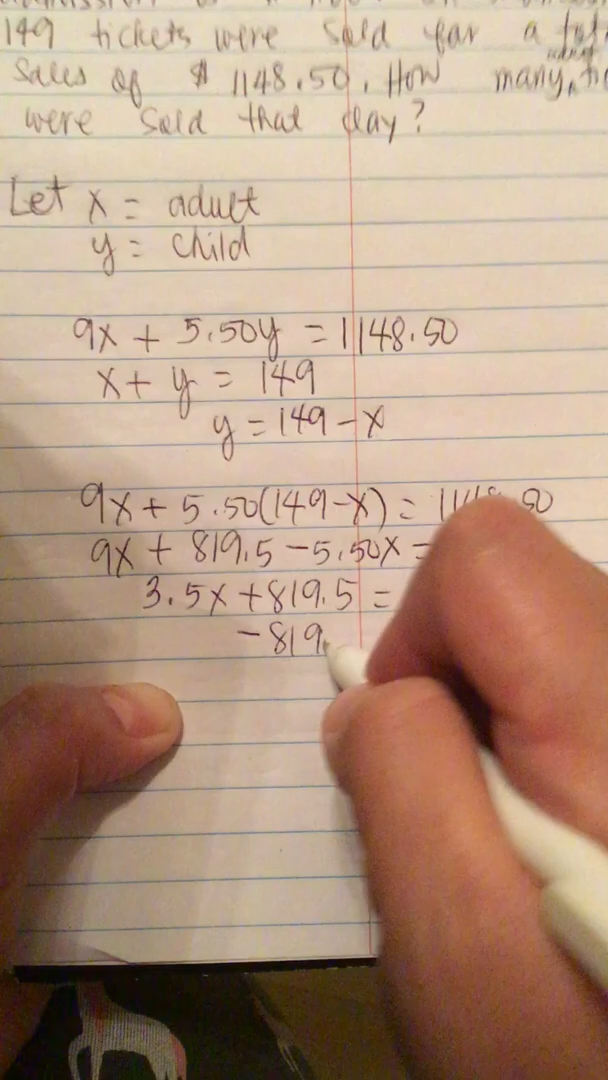 149 tickets were sold for a
sales of $ 1148.50. How many adult
were sold that day?
Let x = adult
y = child
9x + 5.50y = 1148.50
x + y = 149
y = 149 - x
9x + 5.50(149 - x) = 1148.50
9x + 819.5 - 5.50x =
3.5x + 819.5 =
- 819.